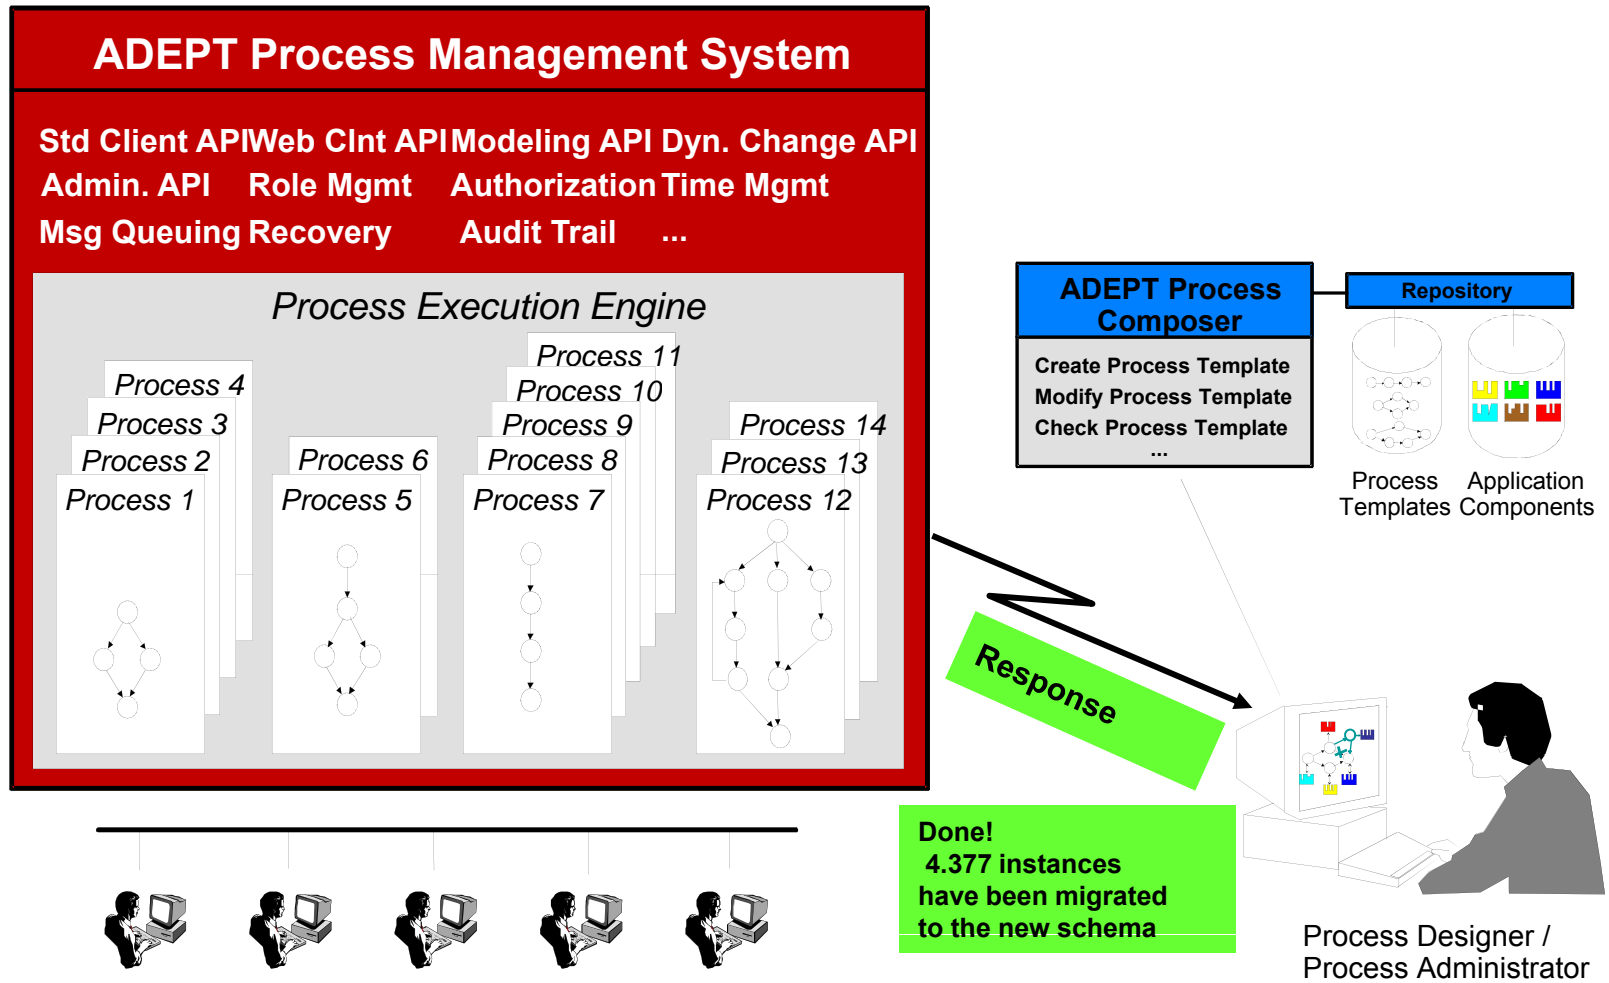 ADEPT Process Management System
Std Client API Web Clnt API Modeling API Dyn. Change API
Admin. API Role Mgmt Authorization Time Mgmt
Msg Queuing Recovery Audit Trail ...
Process Execution Engine
Process 4
Process 3
Process 2
Process 1
Process 6
Process 5
Process 11
Process 10
Process 9
Process 8
Process 7
Process 14
Process 13
Process 12
ADEPT Process
Composer
Create Process Template
Modify Process Template
Check Process Template
...
Repository
Process
Templates
Application
Components
Response
Done!
4.377 instances
have been migrated
to the new schema
Process Designer /
Process Administrator